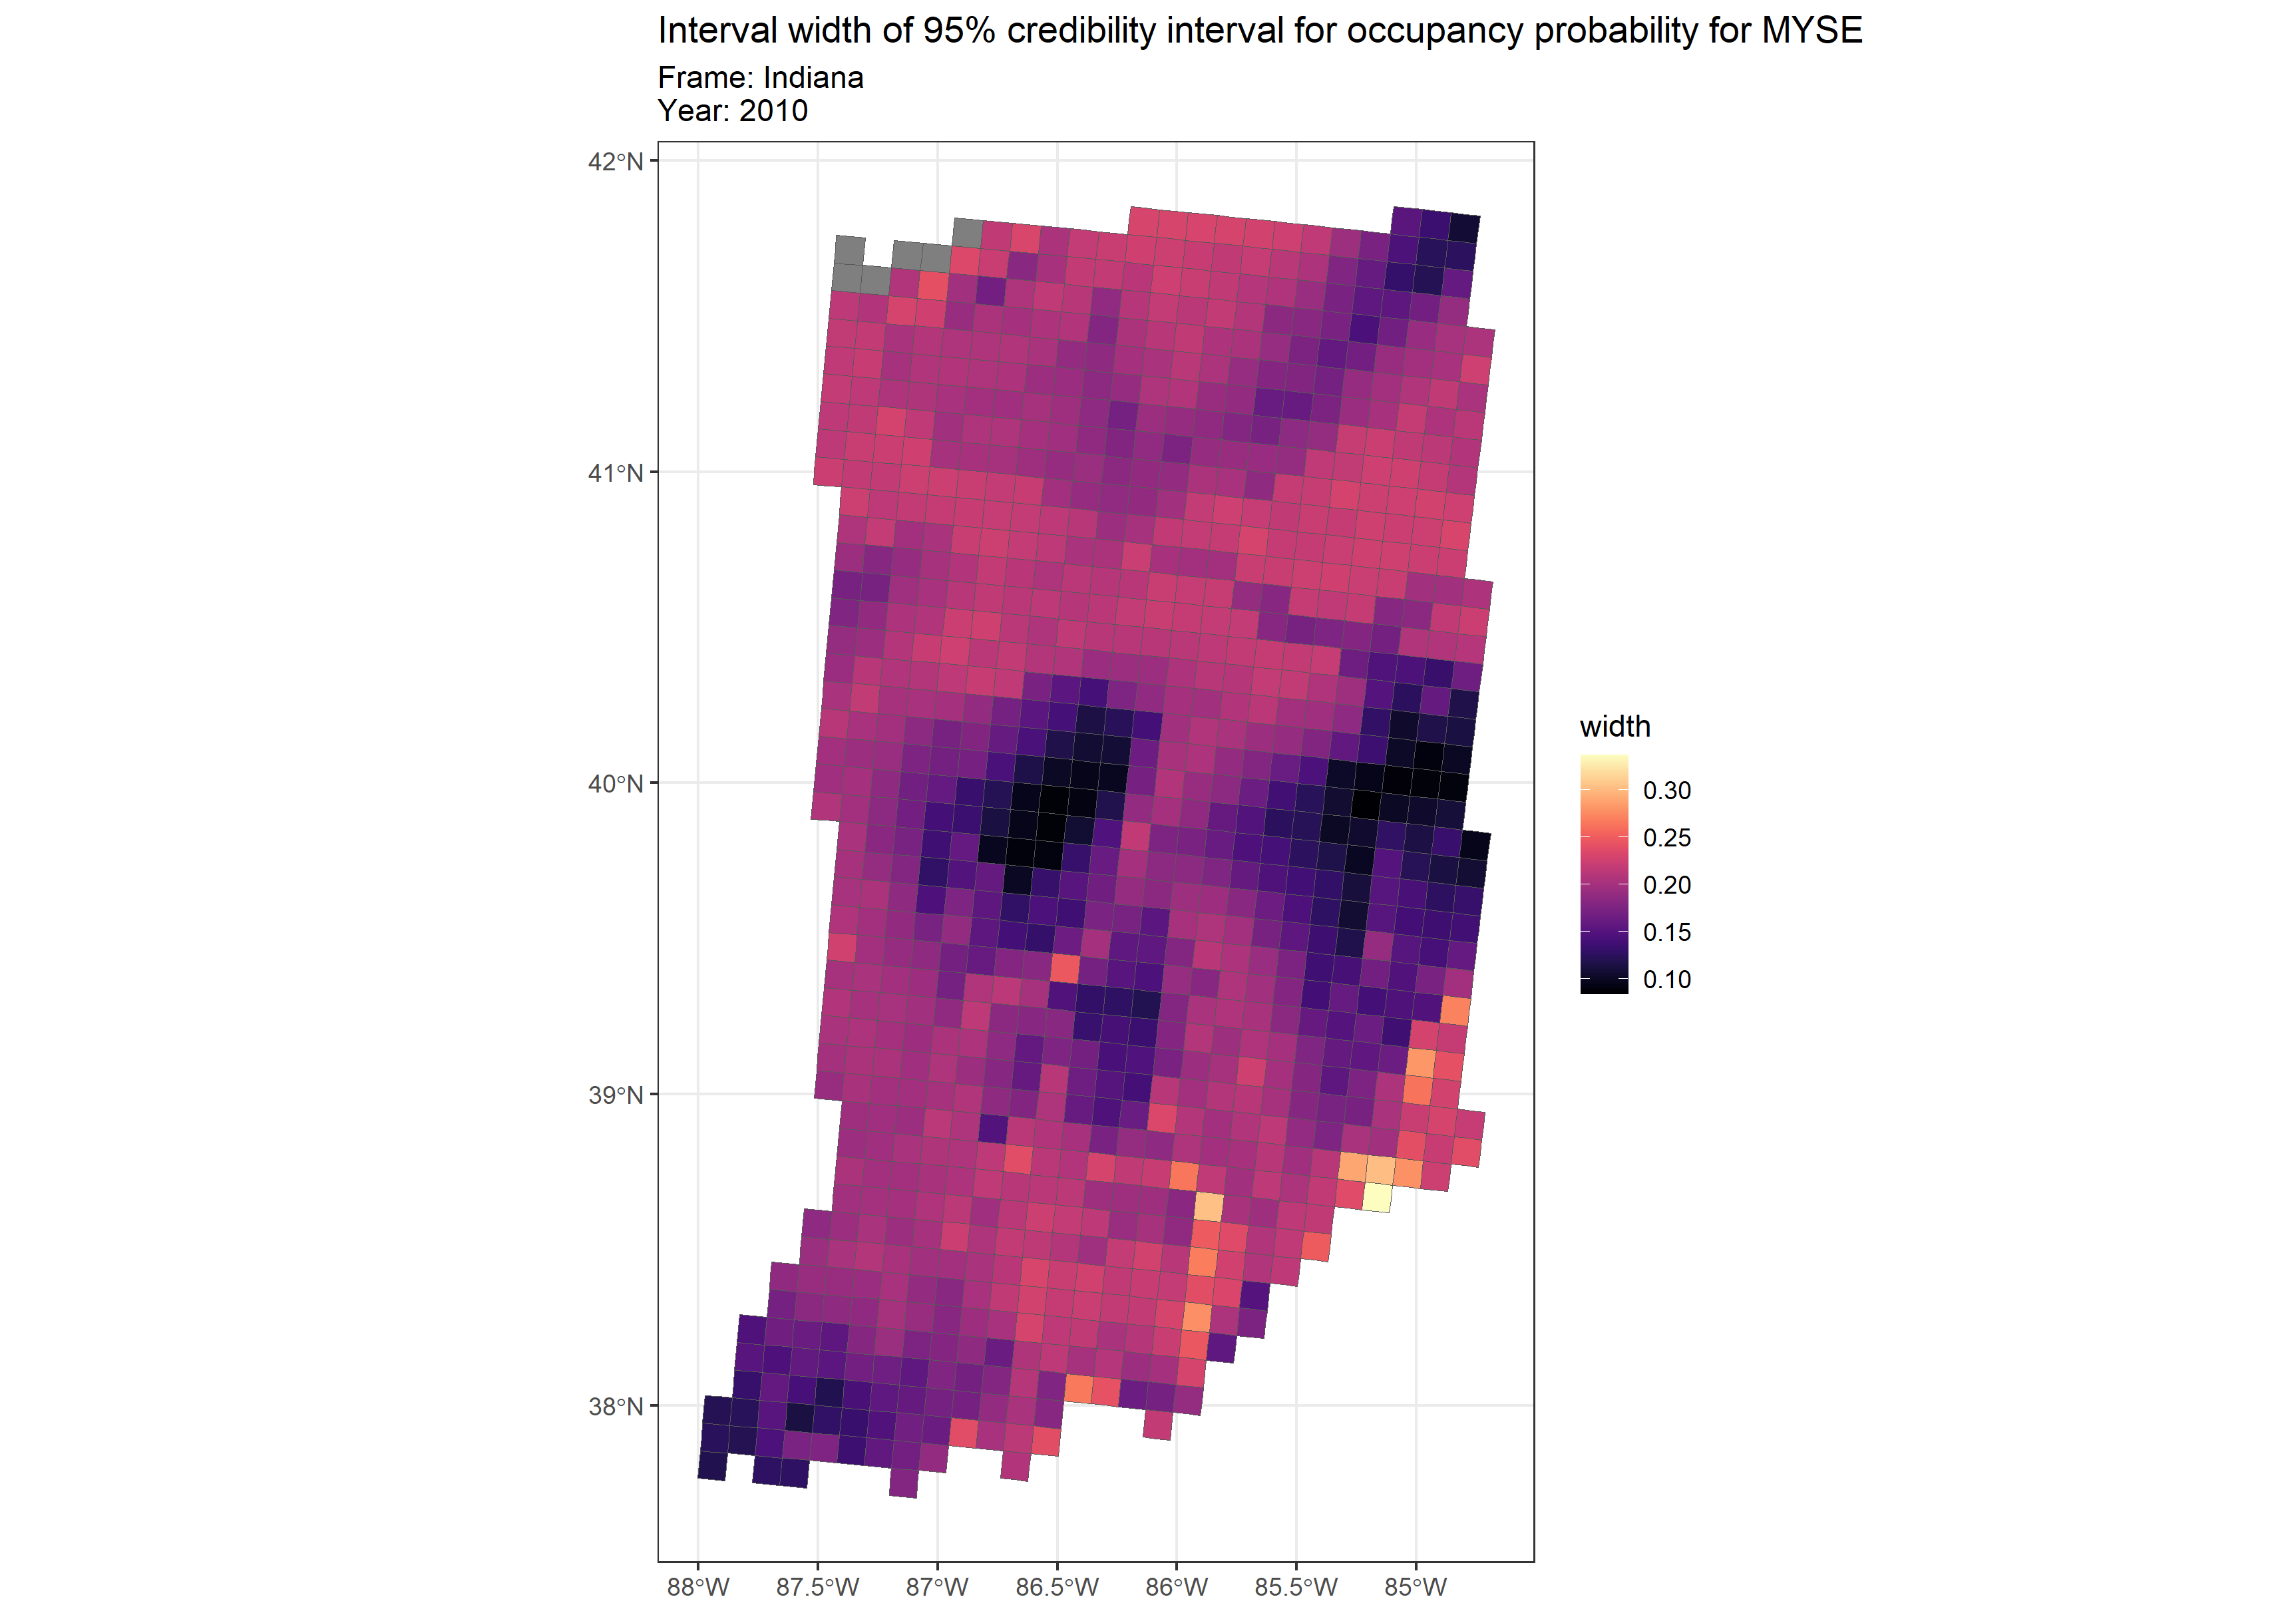 Interval width of 95% credibility interval for occupancy probability for MYSE
Frame: Indiana
Year: 2010
42°N
41°N
40°N
39°N
38°N
88°W 87.5°W 87°W 86.5°W 86°W 85.5°W 85°W
width
0.30
0.25
0.20
0.15
0.10